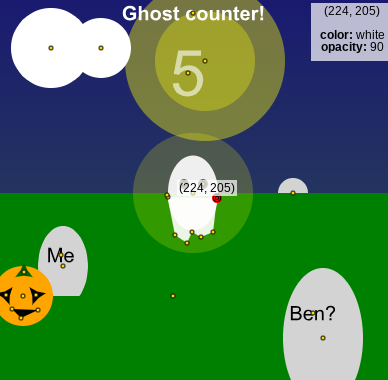 Ghost counter!
(224, 205)
color: white
opacity: 90
5
(224, 205)
Me
Ben?